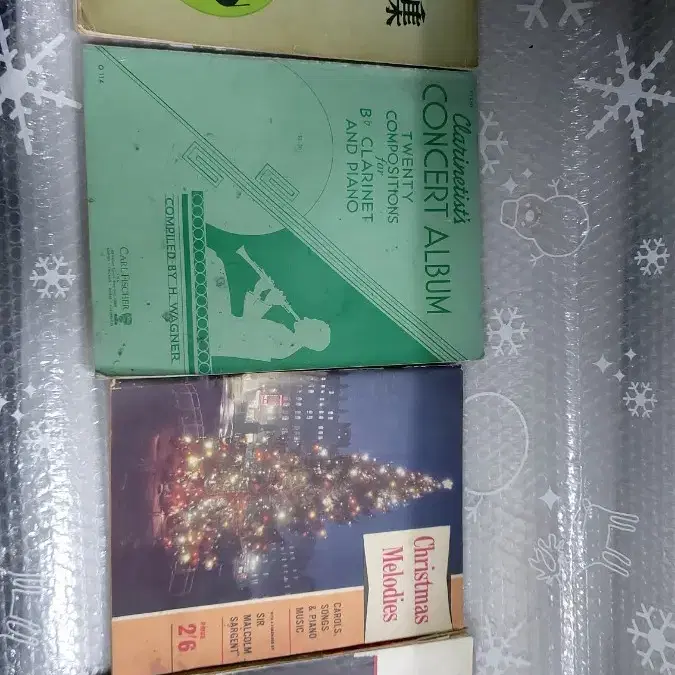 集
Clarinetist's
CONCERT ALBUM
TWENTY
COMPOSITIONS
for
B♭ CLARINET
AND PIANO
COMPILED BY H. WAGNER
CARL FISCHER
O 114
Christmas
Melodies
CAROLS,
SONGS
& PIANO
MUSIC
SIR
MALCOLM
SARGENT
PRICE
2'6